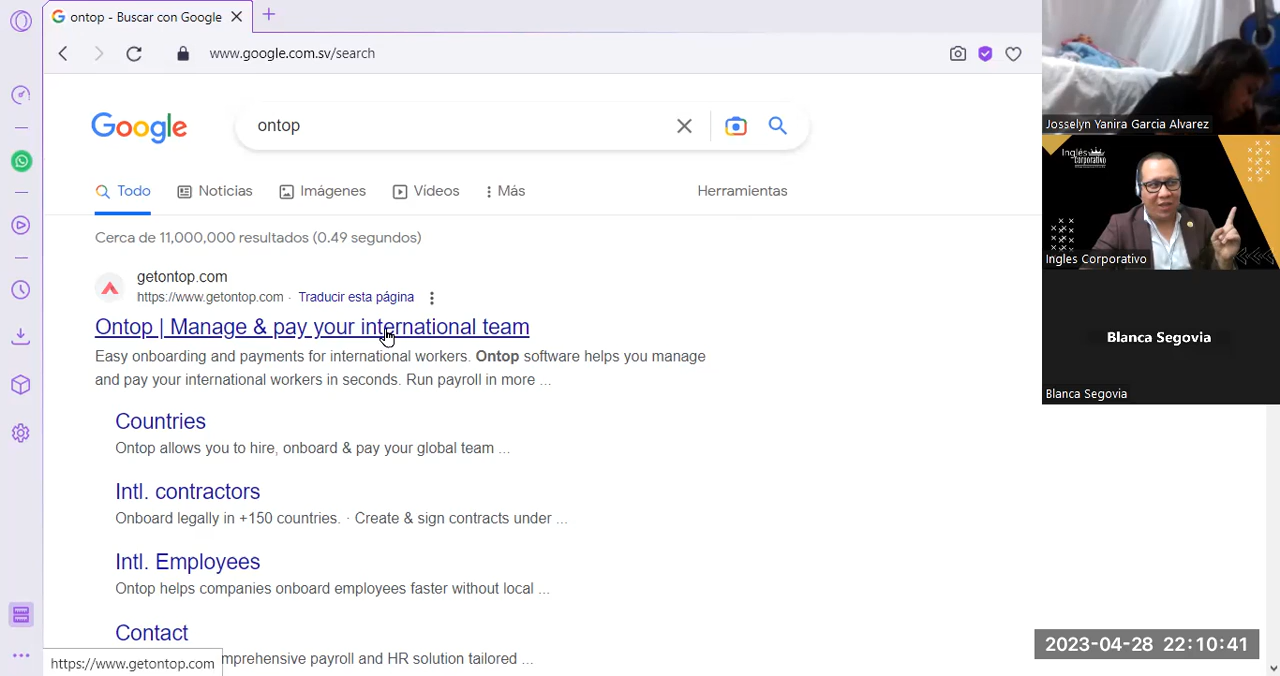 ontop - Buscar con Google
www.google.com.sv/search
Google
ontop
Todo
Noticias
Imágenes
Videos
Más
Herramientas
Cerca de 11,000,000 resultados (0.49 segundos)
getontop.com
https://www.getontop.com · Traducir esta página
Ontop | Manage & pay your international team
Easy onboarding and payments for international workers. Ontop software helps you manage
and pay your international workers in seconds. Run payroll in more ...
Countries
Ontop allows you to hire, onboard & pay your global team ...
Intl. contractors
Onboard legally in +150 countries. · Create & sign contracts under ...
Intl. Employees
Ontop helps companies onboard employees faster without local ...
Contact
mprehensive payroll and HR solution tailored ...
https://www.getontop.com
Josselyn Yanira Garcia Alvarez
Inglés
Corporativo
Ingles Corporativo
Blanca Segovia
Blanca Segovia
2023-04-28 22:10:41